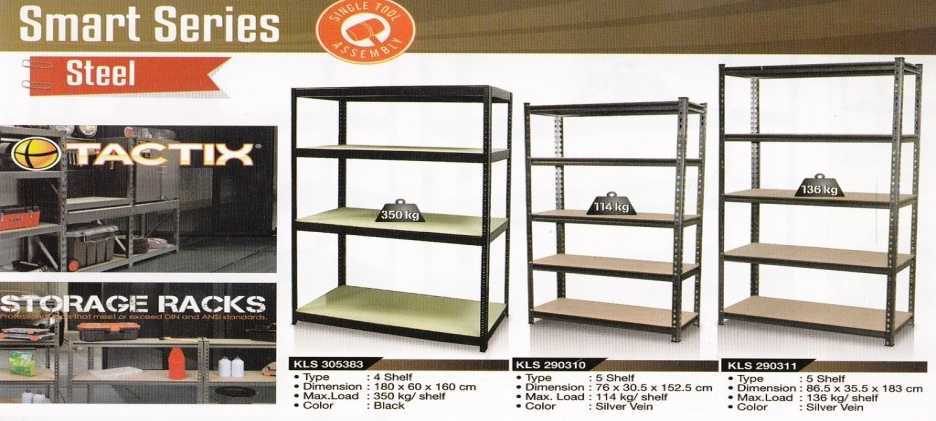 Smart Series
SINGLE TOOL
ASSEMBLY
Steel
TACTIX®
STORAGE RACKS
Professional tools that meet or exceed DIN and ANSI standards.
350 kg
114 kg
136 kg
KLS 305383
• Type : 4 Shelf
• Dimension : 180 x 60 x 160 cm
• Max.Load : 350 kg/ shelf
• Color : Black
KLS 290310
• Type : 5 Shelf
• Dimension : 76 x 30.5 x 152.5 cm
• Max. Load : 114 kg/ shelf
• Color : Silver Vein
KLS 290311
• Type : 5 Shelf
• Dimension : 86.5 x 35.5 x 183 cm
• Max. Load : 136 kg/ shelf
• Color : Silver Vein